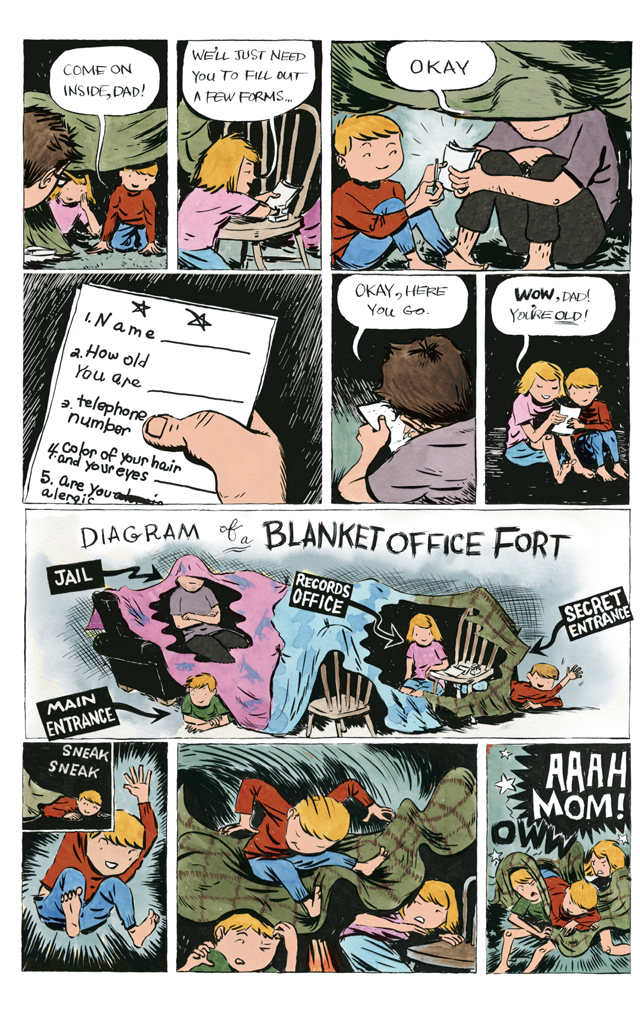 COME ON
INSIDE, DAD!
WE'LL JUST NEED
YOU TO FILL OUT
A FEW FORMS...
OKAY
1. Name
2. How old
You are
3. telephone
number
4. Color of your hair
and your eyes
5. are You
alergic
OKAY, HERE
YOU GO.
WOW, DAD!
YOU'RE OLD!
DIAGRAM of a BLANKET OFFICE FORT
JAIL
RECORDS
OFFICE
SECRET
ENTRANCE
MAIN
ENTRANCE
SNEAK
SNEAK
AAAH
MOM!
OWW